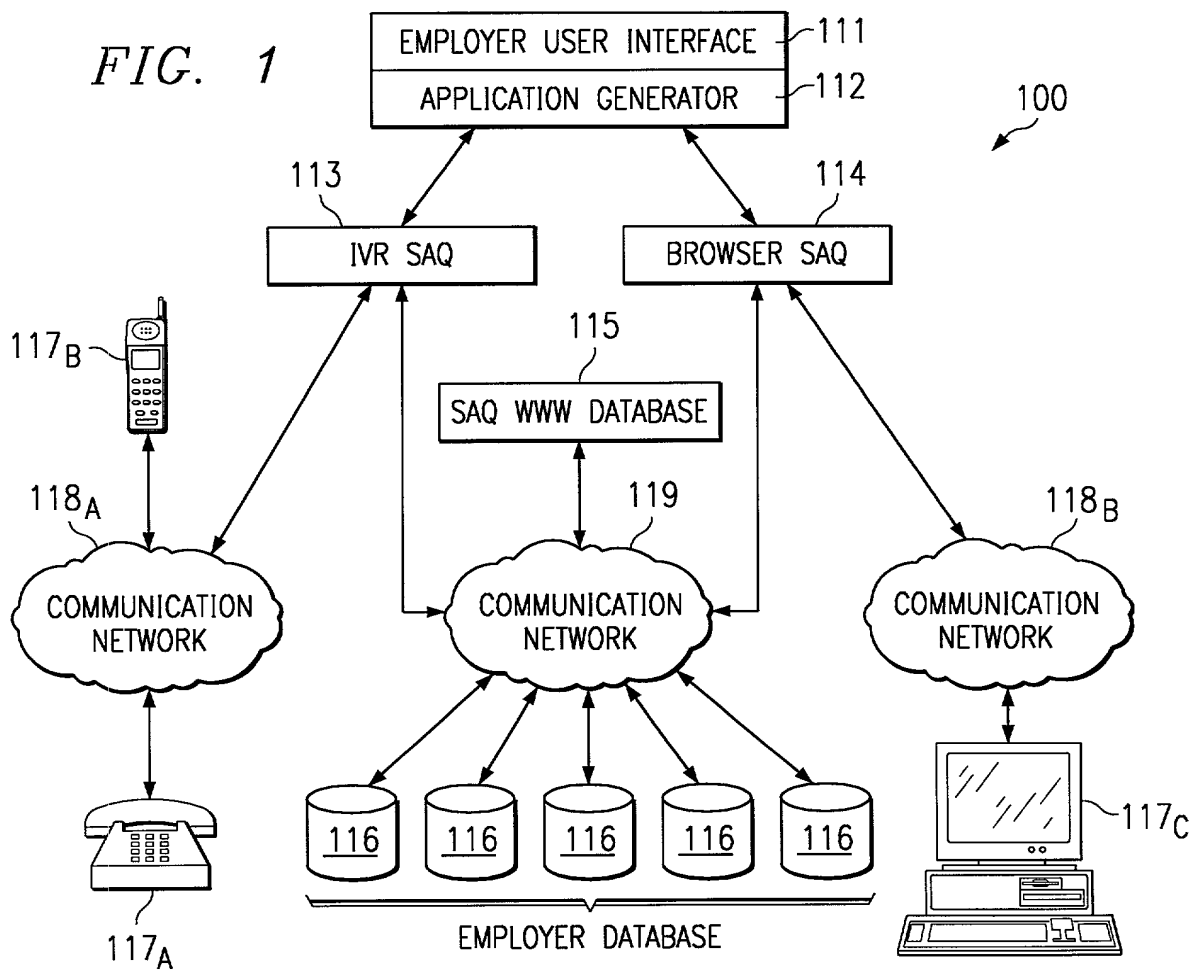 FIG. 1
EMPLOYER USER INTERFACE
111
APPLICATION GENERATOR
112
100
113
IVR SAQ
114
BROWSER SAQ
117B
115
SAQ WWW DATABASE
118A
COMMUNICATION
NETWORK
119
COMMUNICATION
NETWORK
118B
COMMUNICATION
NETWORK
117A
116
116
116
116
116
EMPLOYER DATABASE
117C